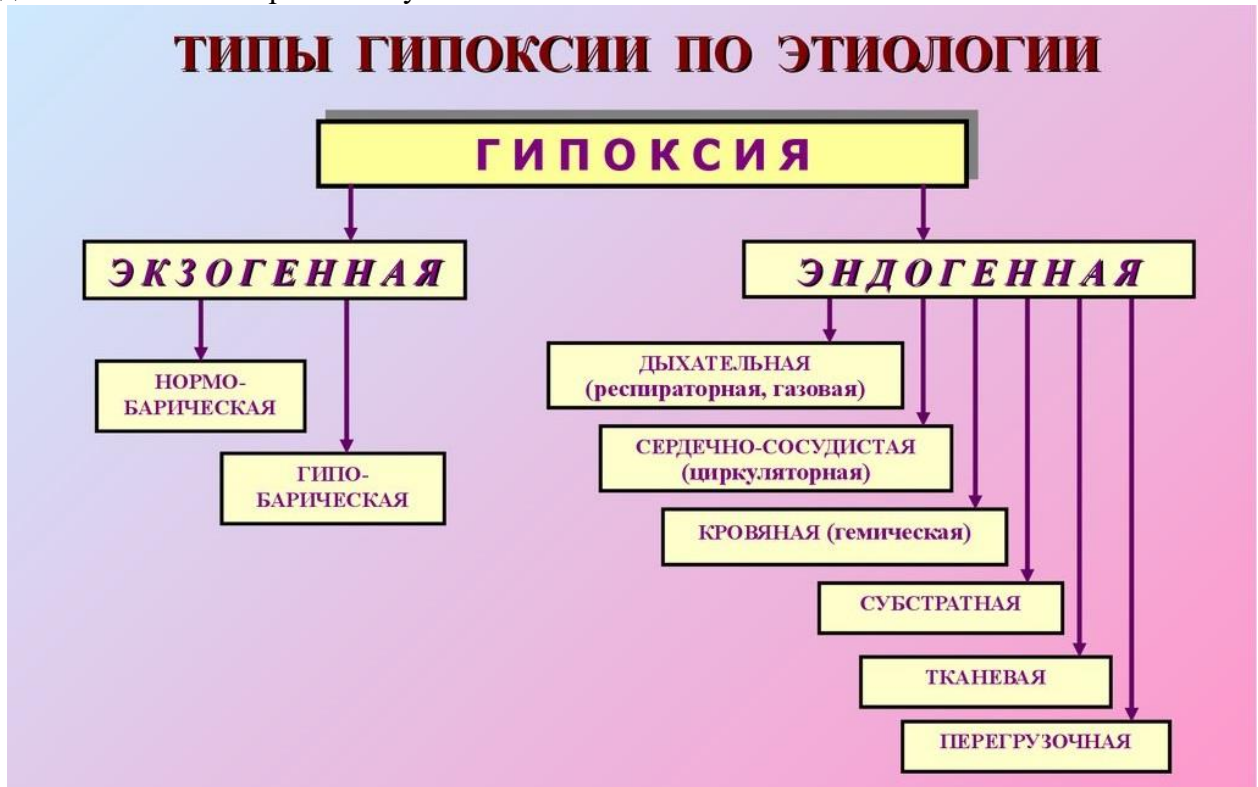 ТИПЫ ГИПОКСИИ ПО ЭТИОЛОГИИ
ГИПОКСИЯ
ЭКЗОГЕННАЯ
НОРМО-
БАРИЧЕСКАЯ
ГИПО-
БАРИЧЕСКАЯ
ЭНДОГЕННАЯ
ДЫХАТЕЛЬНАЯ
(респираторная, газовая)
СЕРДЕЧНО-СОСУДИСТАЯ
(циркуляторная)
КРОВЯНАЯ (гемическая)
СУБСТРАТНАЯ
ТКАНЕВАЯ
ПЕРЕГРУЗОЧНАЯ